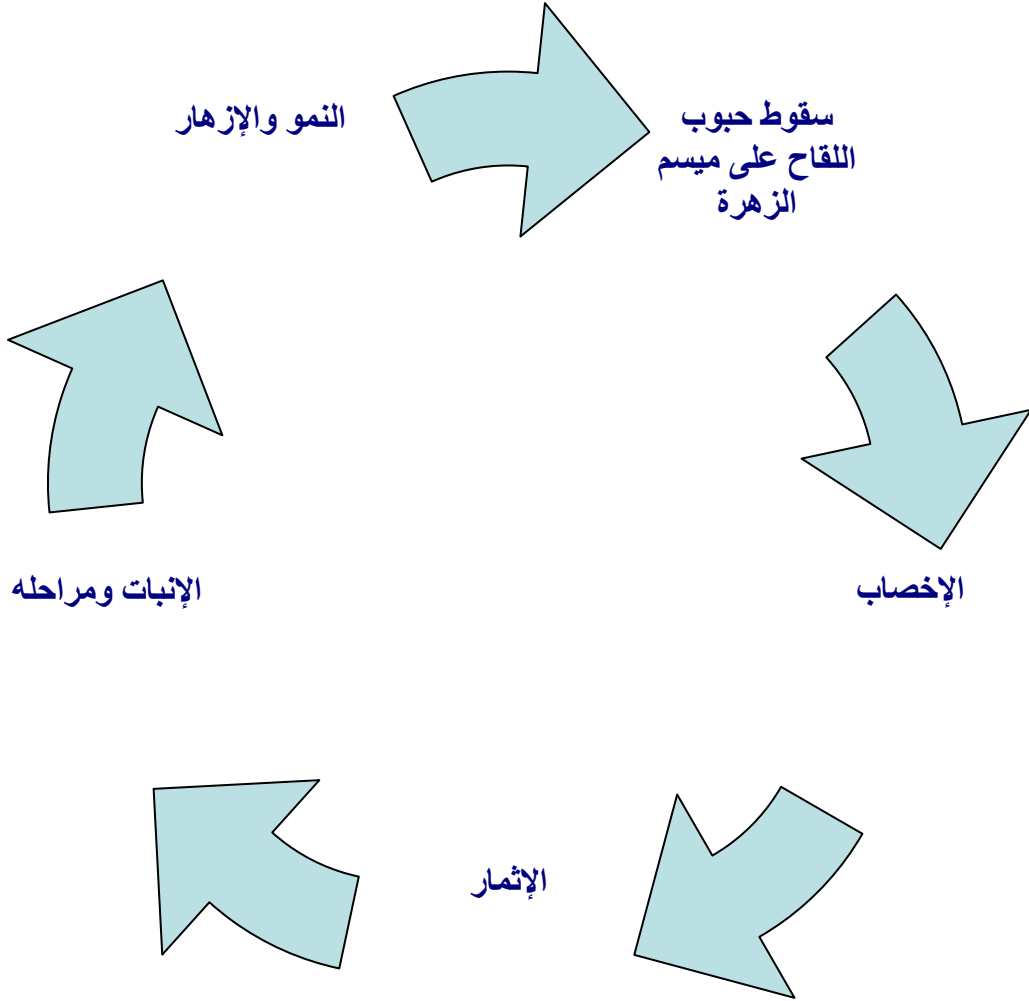 النمو والإزهار
سقوط حبوب
اللقاح على ميسم
الزهرة
الإخصاب
الإثمار
الإنبات ومراحله